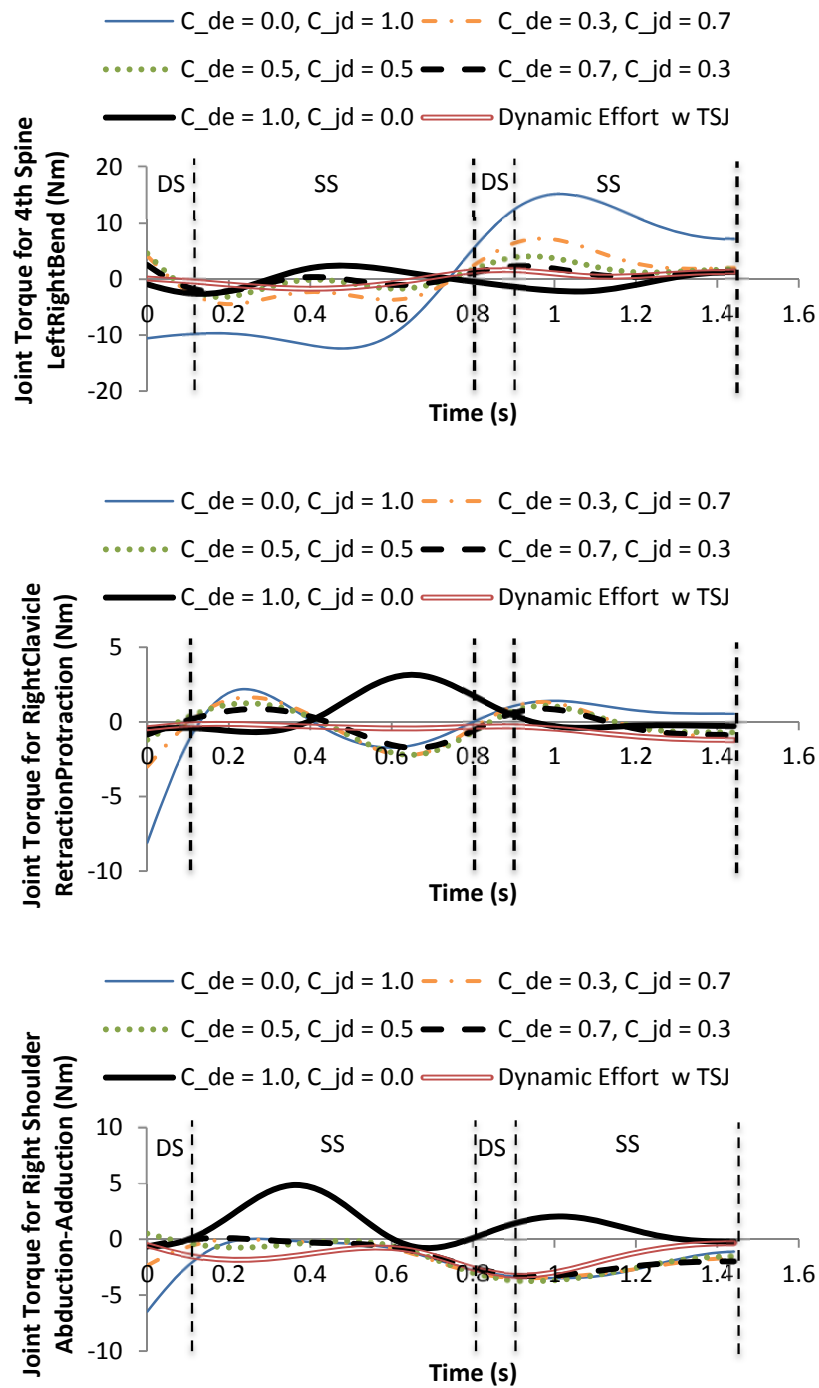 C_de = 0.0, C_jd = 1.0 C_de = 0.3, C_jd = 0.7
C_de = 0.5, C_jd = 0.5 C_de = 0.7, C_jd = 0.3
C_de = 1.0, C_jd = 0.0 Dynamic Effort w TSJ
Joint Torque for 4th Spine
LeftRightBend (Nm)
20
10
0
-10
-20
DS SS DS SS
0 0.2 0.4 0.6 0.8 1 1.2 1.4 1.6
Time (s)
C_de = 0.0, C_jd = 1.0 C_de = 0.3, C_jd = 0.7
C_de = 0.5, C_jd = 0.5 C_de = 0.7, C_jd = 0.3
C_de = 1.0, C_jd = 0.0 Dynamic Effort w TSJ
Joint Torque for RightClavicle
RetractionProtraction (Nm)
5
0
-5
-10
0 0.2 0.4 0.6 0.8 1 1.2 1.4 1.6
Time (s)
C_de = 0.0, C_jd = 1.0 C_de = 0.3, C_jd = 0.7
C_de = 0.5, C_jd = 0.5 C_de = 0.7, C_jd = 0.3
C_de = 1.0, C_jd = 0.0 Dynamic Effort w TSJ
Joint Torque for Right Shoulder
Abduction-Adduction (Nm)
10
5
0
-5
-10
DS SS DS SS
0 0.2 0.4 0.6 0.8 1 1.2 1.4 1.6
Time (s)